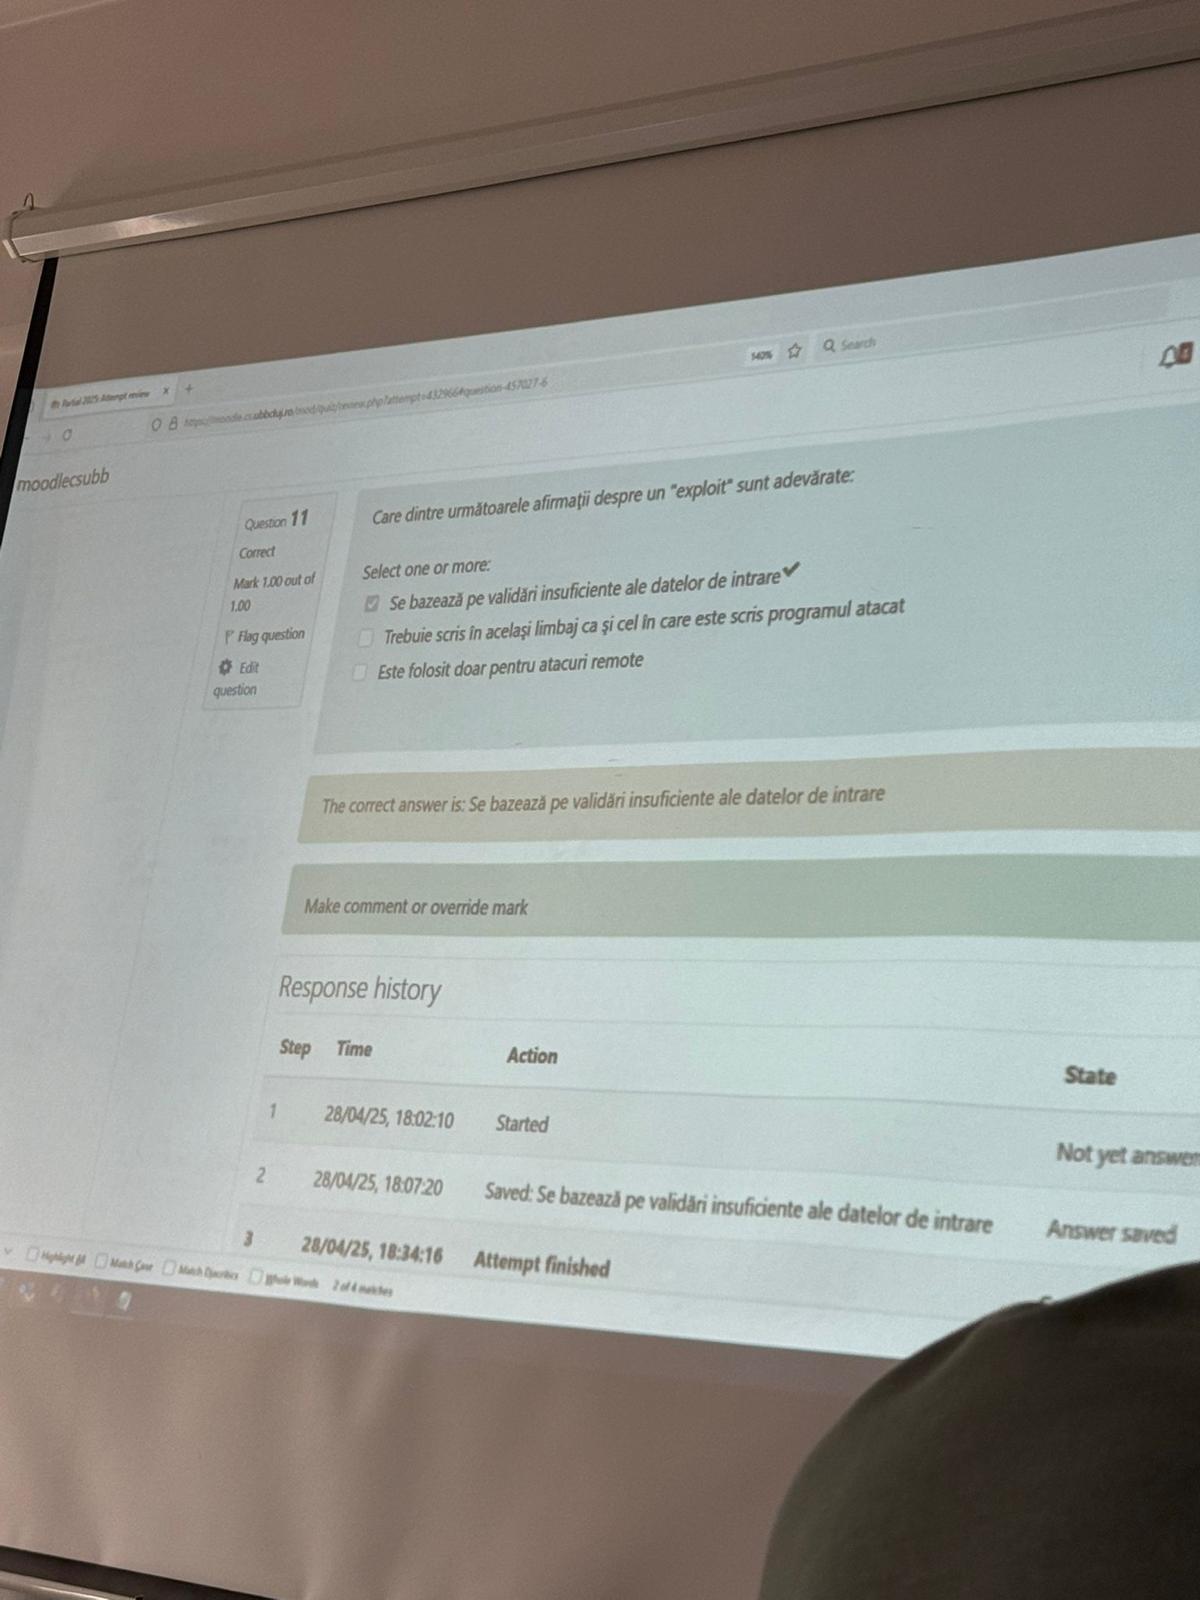 Partial 2025: Attempt review × +
140% Search
https://moodle.cs.ubbcluj.ro/mod/quiz/review.php?attempt=432966#question-457027-6
moodlecsubb
Question 11
Correct
Mark 1.00 out of
1.00
Flag question
Edit
question
Care dintre următoarele afirmații despre un "exploit" sunt adevărate:
Select one or more:
Se bazează pe validări insuficiente ale datelor de intrare
Trebuie scris în același limbaj ca și cel în care este scris programul atacat
Este folosit doar pentru atacuri remote
The correct answer is: Se bazează pe validări insuficiente ale datelor de intrare
Make comment or override mark
Response history
Step Time Action State
1 28/04/25, 18:02:10 Started Not yet answer
2 28/04/25, 18:07:20 Saved: Se bazează pe validări insuficiente ale datelor de intrare Answer saved
3 28/04/25, 18:34:16 Attempt finished
Highlight All Match Case Match Diacritics Whole Words 2 of 4 matches